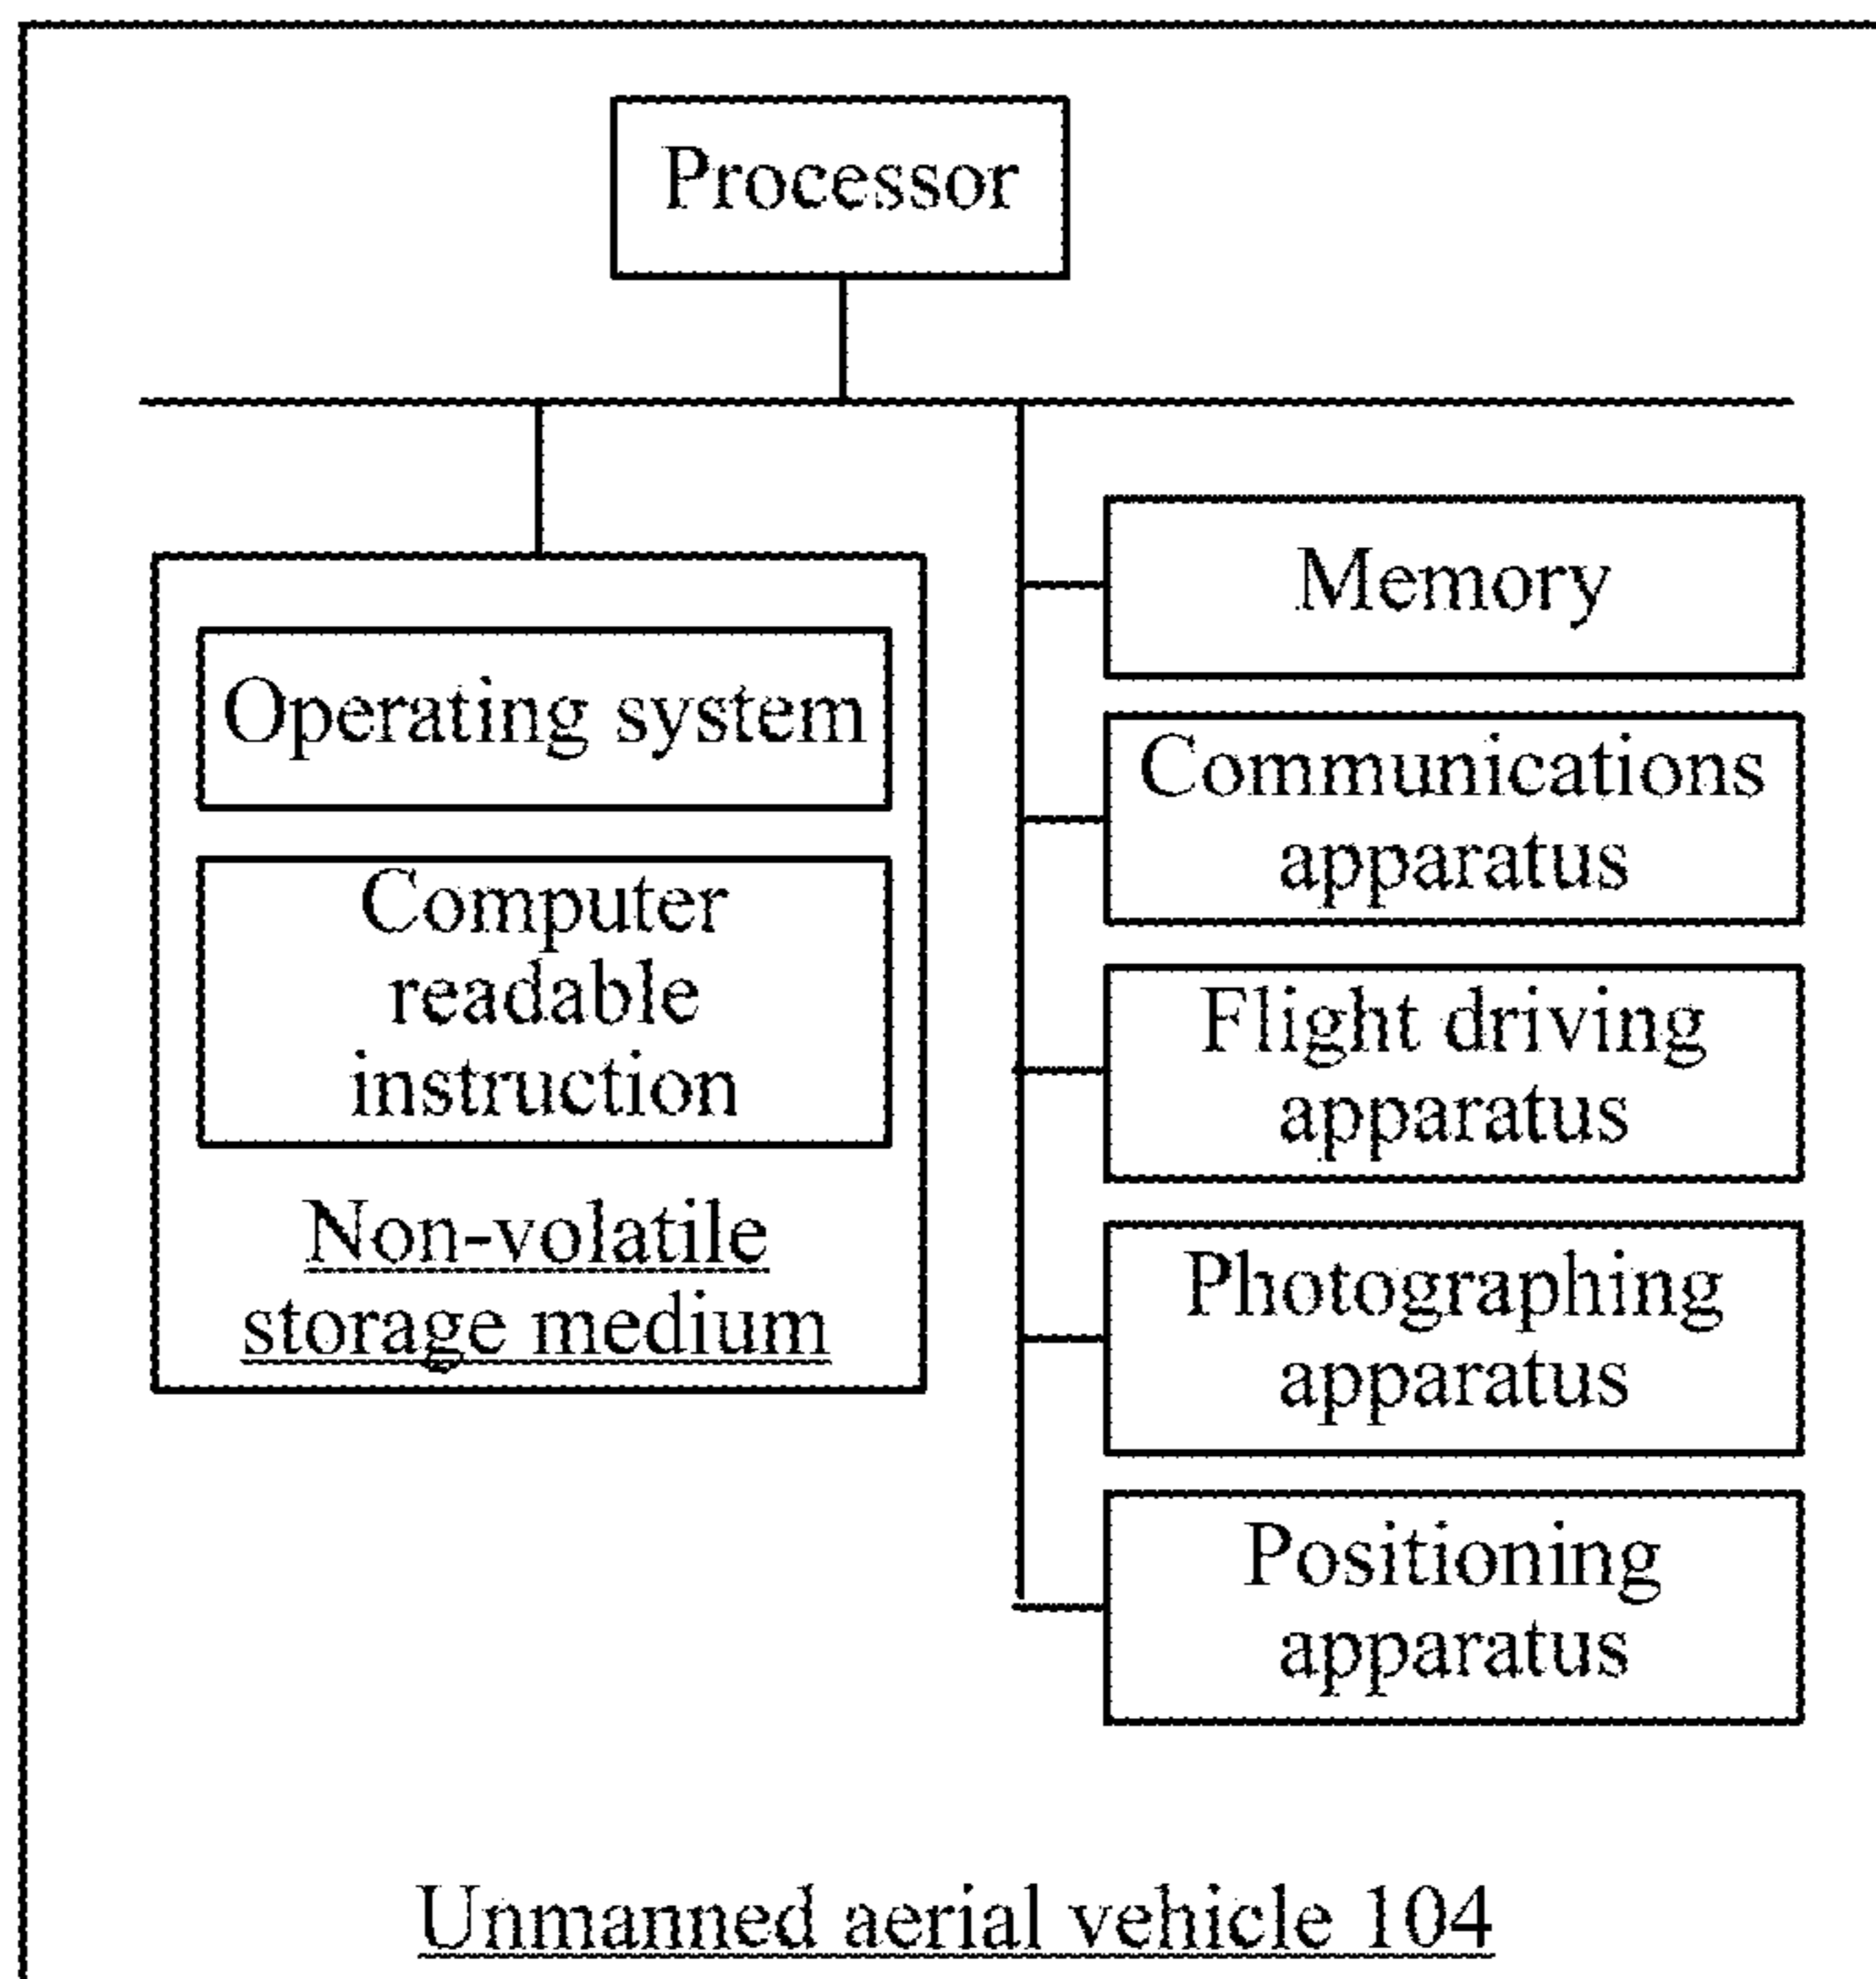 Processor
Operating system
Computer
readable
instruction
Non-volatile
storage medium
Memory
Communications
apparatus
Flight driving
apparatus
Photographing
apparatus
Positioning
apparatus
Unmanned aerial vehicle 104